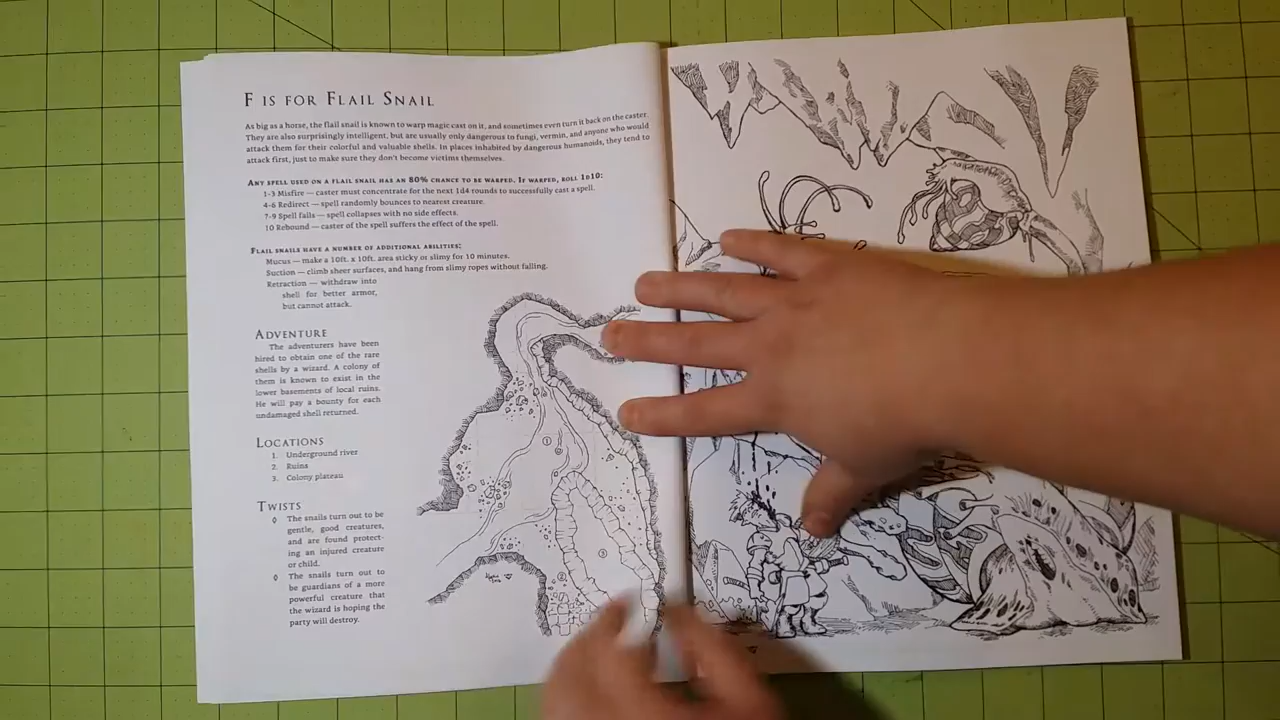 F is for Flail Snail
As big as a horse, the flail snail is known to warp magic cast on it, and sometimes even turn it back on the caster.
They are also surprisingly intelligent, but are usually only dangerous to fungi, vermin, and anyone who would
attack them for their colorful and valuable shells. In places inhabited by dangerous humanoids, they tend to
attack first, just to make sure they don't become victims themselves.
Any spell used on a flail snail has an 80% chance to be warped. If warped, roll 1d10:
1-3 Misfire — caster must concentrate for the next 1d4 rounds to successfully cast a spell.
4-6 Redirect — spell randomly bounces to nearest creature.
7-9 Spell fails — spell collapses with no side effects.
10 Rebound — caster of the spell suffers the effect of the spell.
Flail snails have a number of additional abilities:
Mucus — make a 10ft. x 10ft. area sticky or slimy for 10 minutes.
Suction — climb sheer surfaces, and hang from slimy ropes without falling.
Retraction — withdraw into
shell for better armor,
but cannot attack.
Adventure
The adventurers have been
hired to obtain one of the rare
shells by a wizard. A colony of
them is known to exist in the
lower basements of local ruins.
He will pay a bounty for each
undamaged shell returned.
Locations
1. Underground river
2. Ruins
3. Colony plateau
Twists
◊ The snails turn out to be
gentle, good creatures,
and are found protect-
ing an injured creature
or child.
◊ The snails turn out to
be guardians of a more
powerful creature that
the wizard is hoping the
party will destroy.
1
3
2